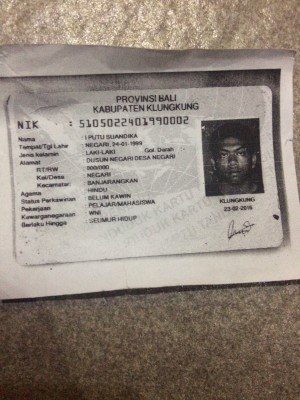 PROVINSI BALI
KABUPATEN KLUNGKUNG
NIK : 5105022401990002
Nama : I PUTU SUANDIKA
Tempat/Tgl Lahir : NEGARI, 24-01-1999
Jenis kelamin : LAKI-LAKI Gol. Darah
Alamat : DUSUN NEGARI DESA NEGARI
RT/RW : 000/000
Kel/Desa : NEGARI
Kecamatan : BANJARANGKAN
Agama : HINDU
Status Perkawinan : BELUM KAWIN
Pekerjaan : PELAJAR/MAHASISWA
Kewarganegaraan : WNI
Berlaku Hingga : SEUMUR HIDUP
KLUNGKUNG
23-02-2016